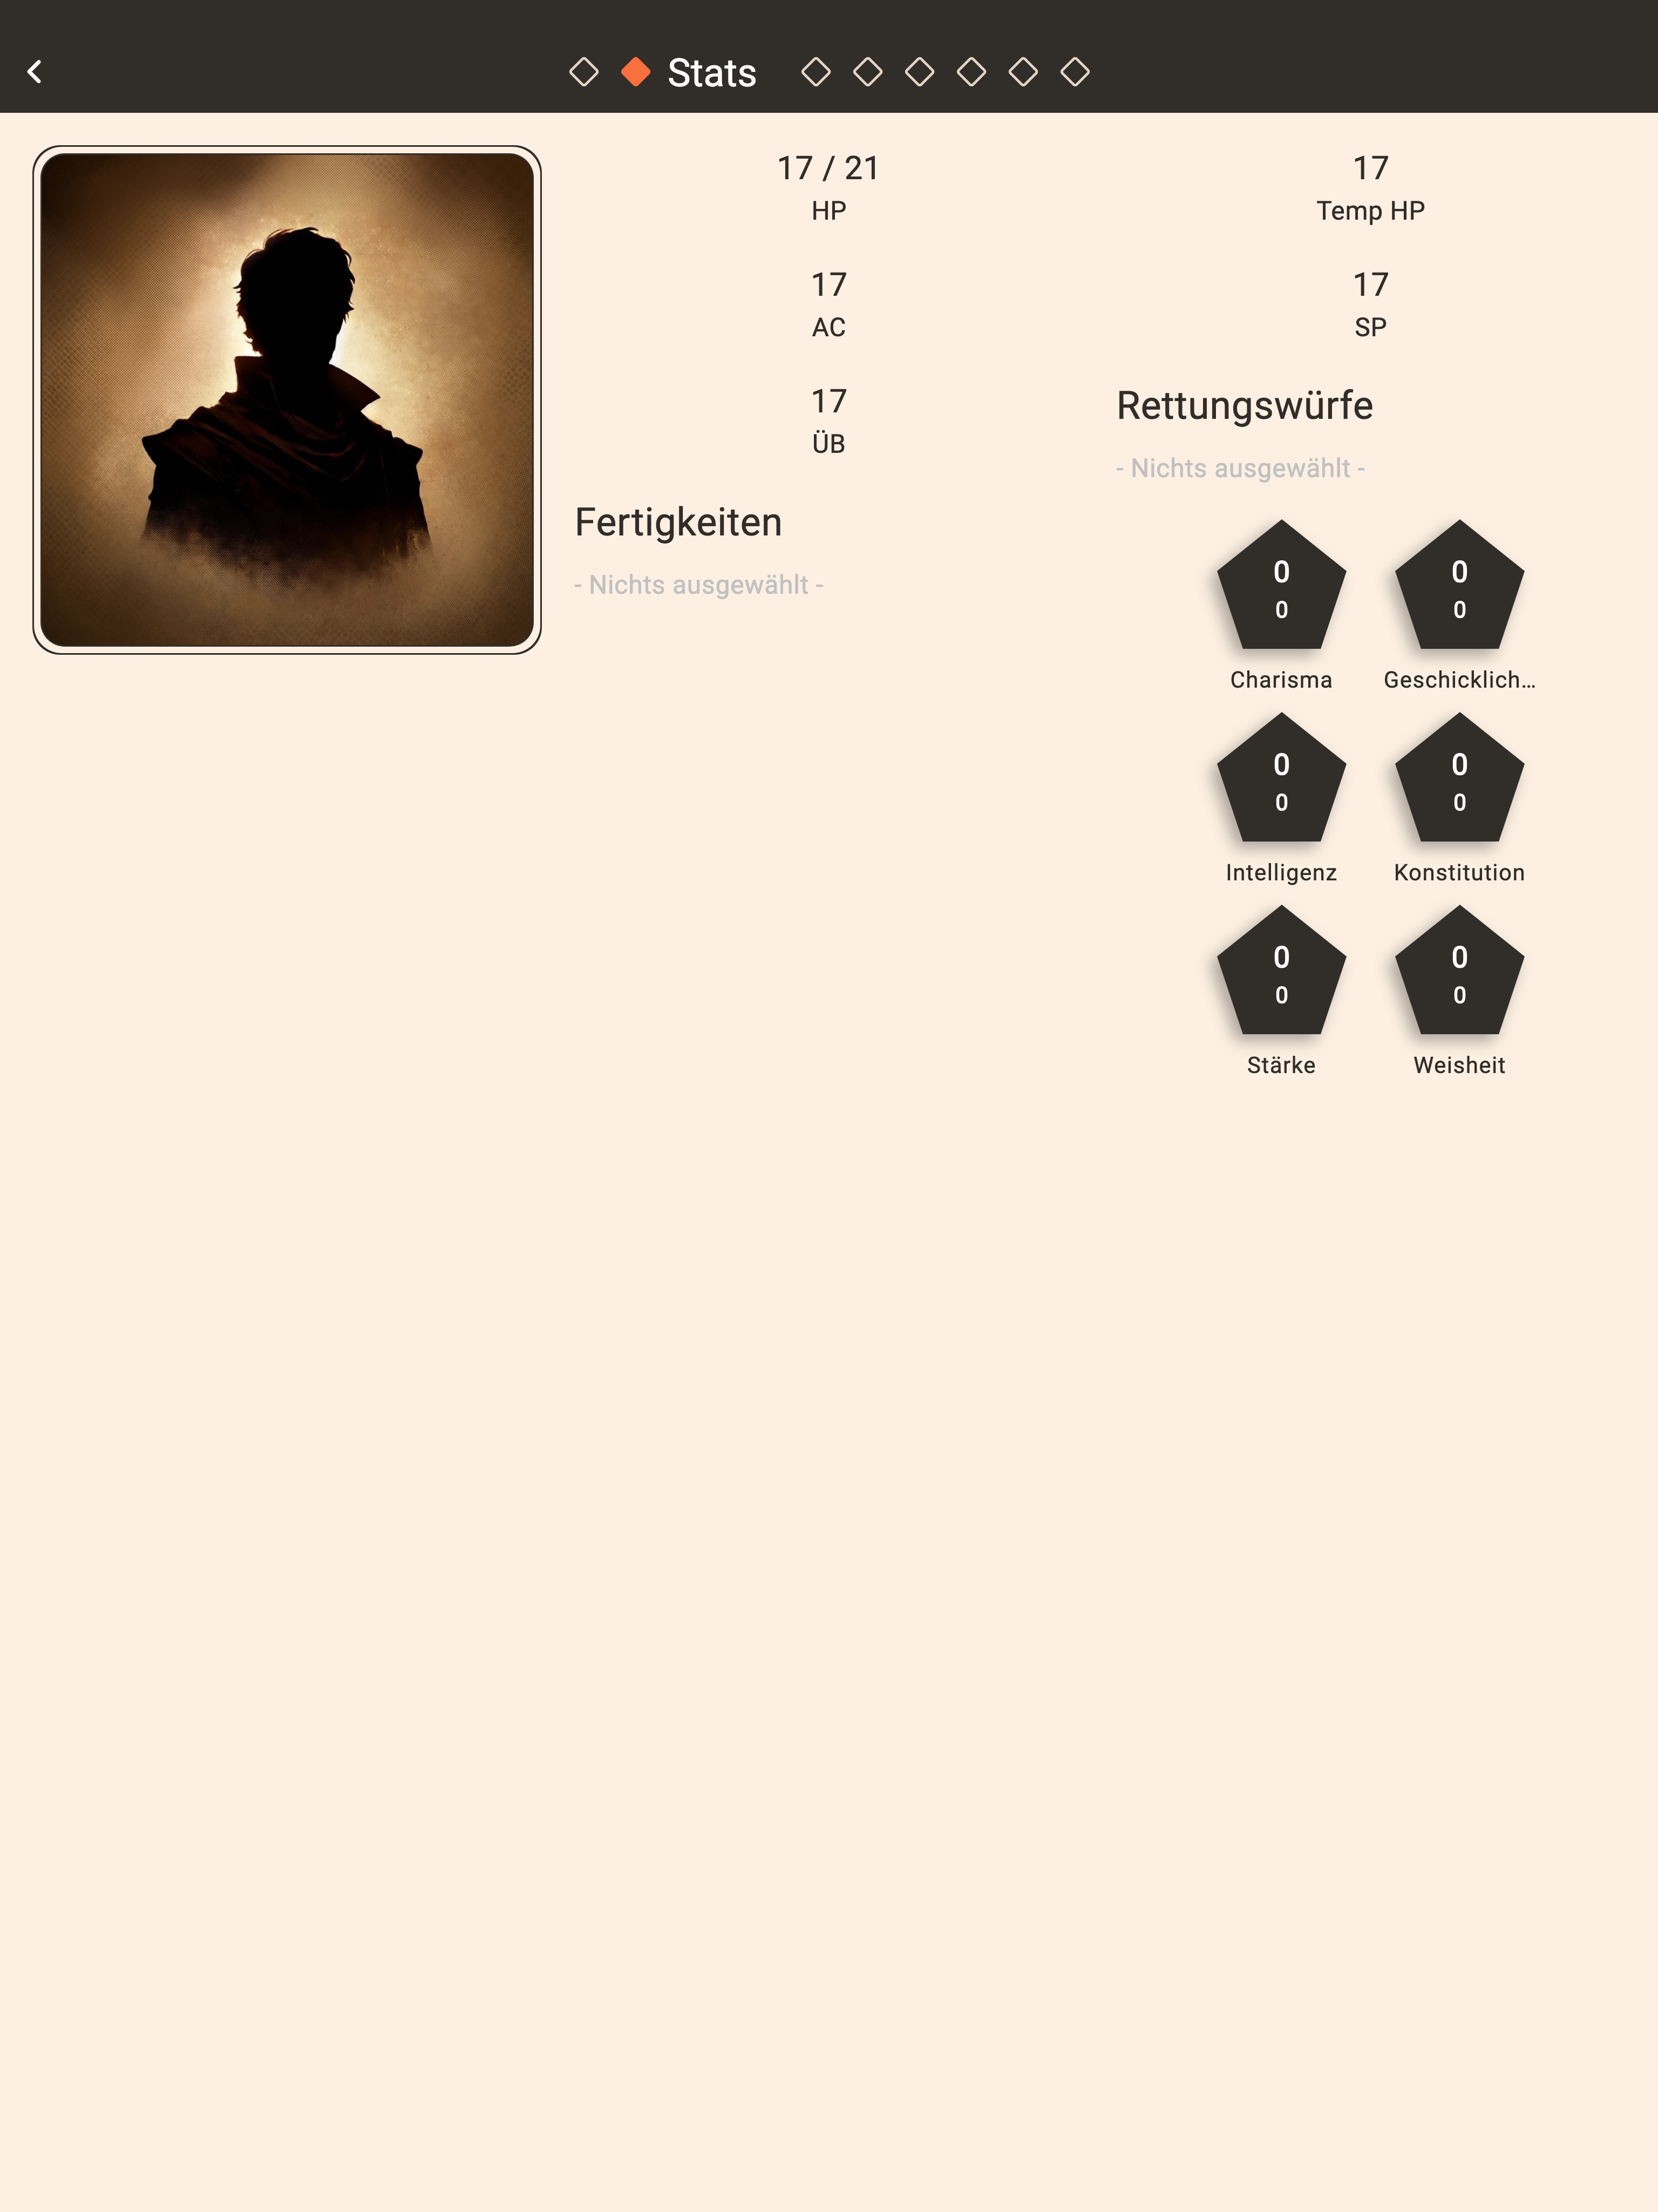 Stats
17 / 21
HP
17
AC
17
ÜB
Fertigkeiten
- Nichts ausgewählt -
17
Temp HP
17
SP
Rettungswürfe
- Nichts ausgewählt -
0
0
Charisma
0
0
Geschicklich...
0
0
Intelligenz
0
0
Konstitution
0
0
Stärke
0
0
Weisheit